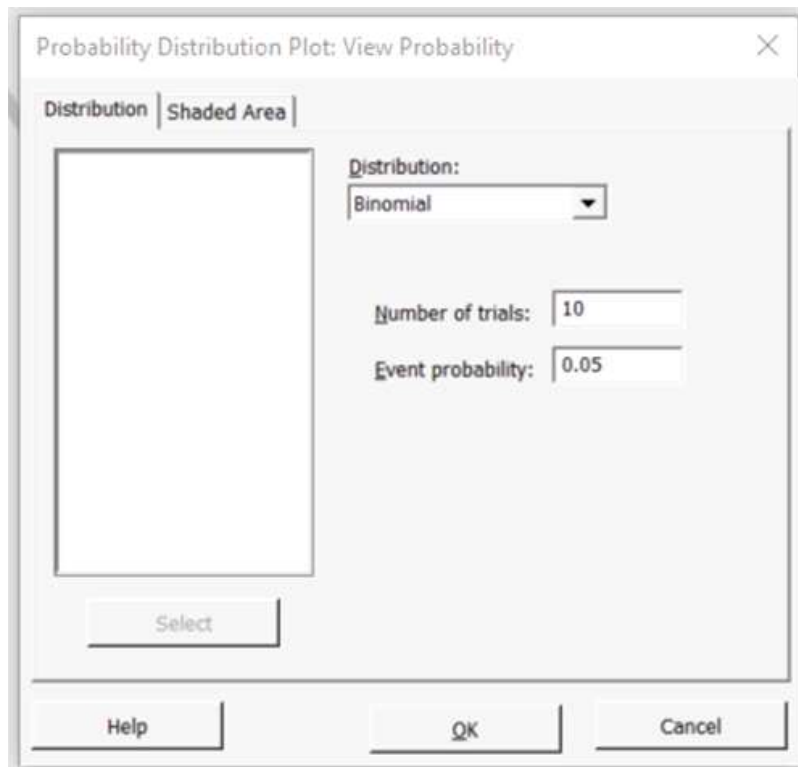 Probability Distribution Plot: View Probability
Distribution Shaded Area
Distribution:
Binomial
Number of trials: 10
Event probability: 0.05
Select
Help OK Cancel